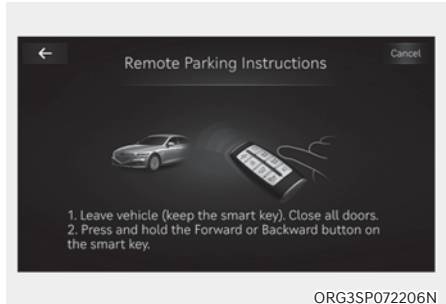 Cancel
Remote Parking Instructions
1. Leave vehicle (keep the smart key). Close all doors.
2. Press and hold the Forward or Backward button on
the smart key.
ORG3SP072206N